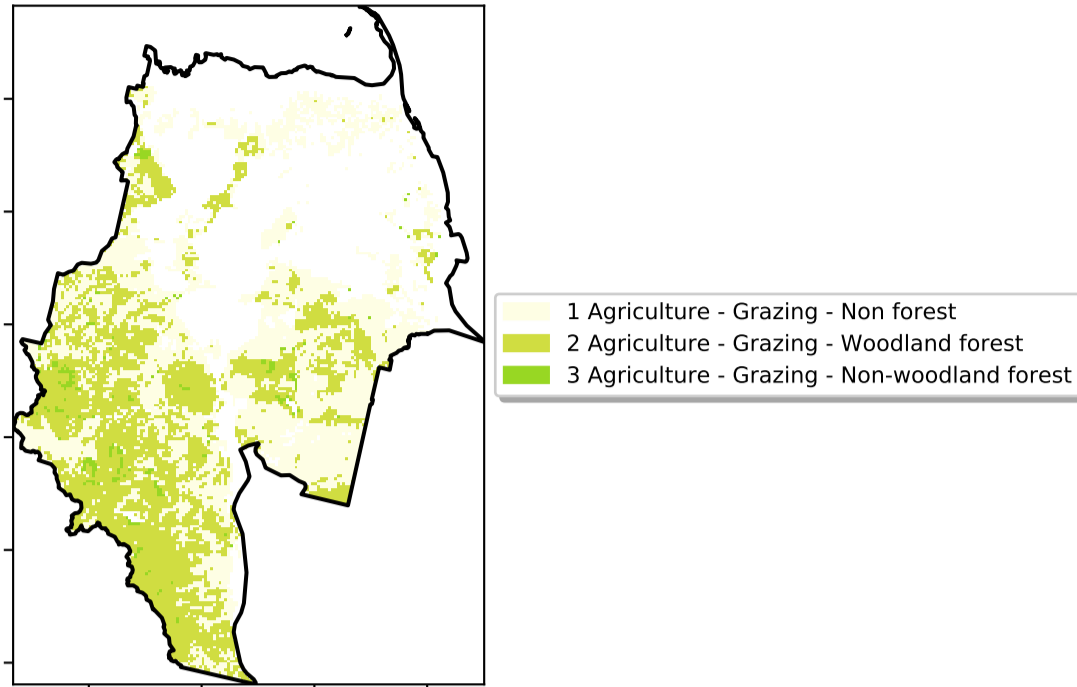 1 Agriculture - Grazing - Non forest
2 Agriculture - Grazing - Woodland forest
3 Agriculture - Grazing - Non-woodland forest